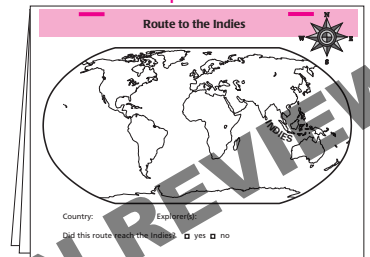 Route to the Indies
N
W E
S
INDIES
Country: Explorer(s):
Did this route reach the Indies? yes no
N REVIEW